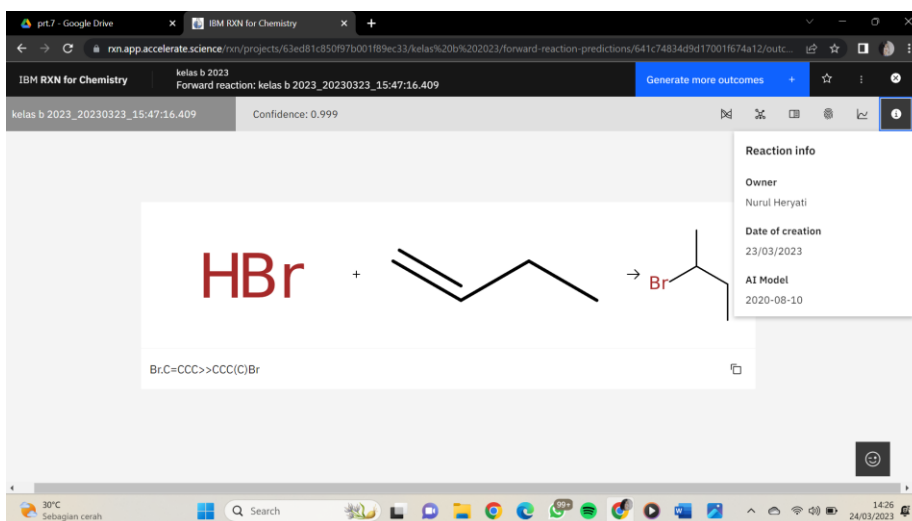 prt.7 - Google Drive
IBM RXN for Chemistry
rxn.app.accelerate.science/rxn/projects/63ed81c850f97b001f89ec33/kelas%20b%202023/forward-reaction-predictions/641c74834d9d17001f674a12/outc...
IBM RXN for Chemistry
kelas b 2023
Forward reaction: kelas b 2023_20230323_15:47:16.409
Generate more outcomes +
kelas b 2023_20230323_15:47:16.409
Confidence: 0.999
Reaction info
Owner
Nurul Heryati
Date of creation
23/03/2023
AI Model
2020-08-10
HBr + → Br
Br.C=CCC>>CCC(C)Br
30°C
Sebagian cerah
Search
99+
14:26
24/03/2023